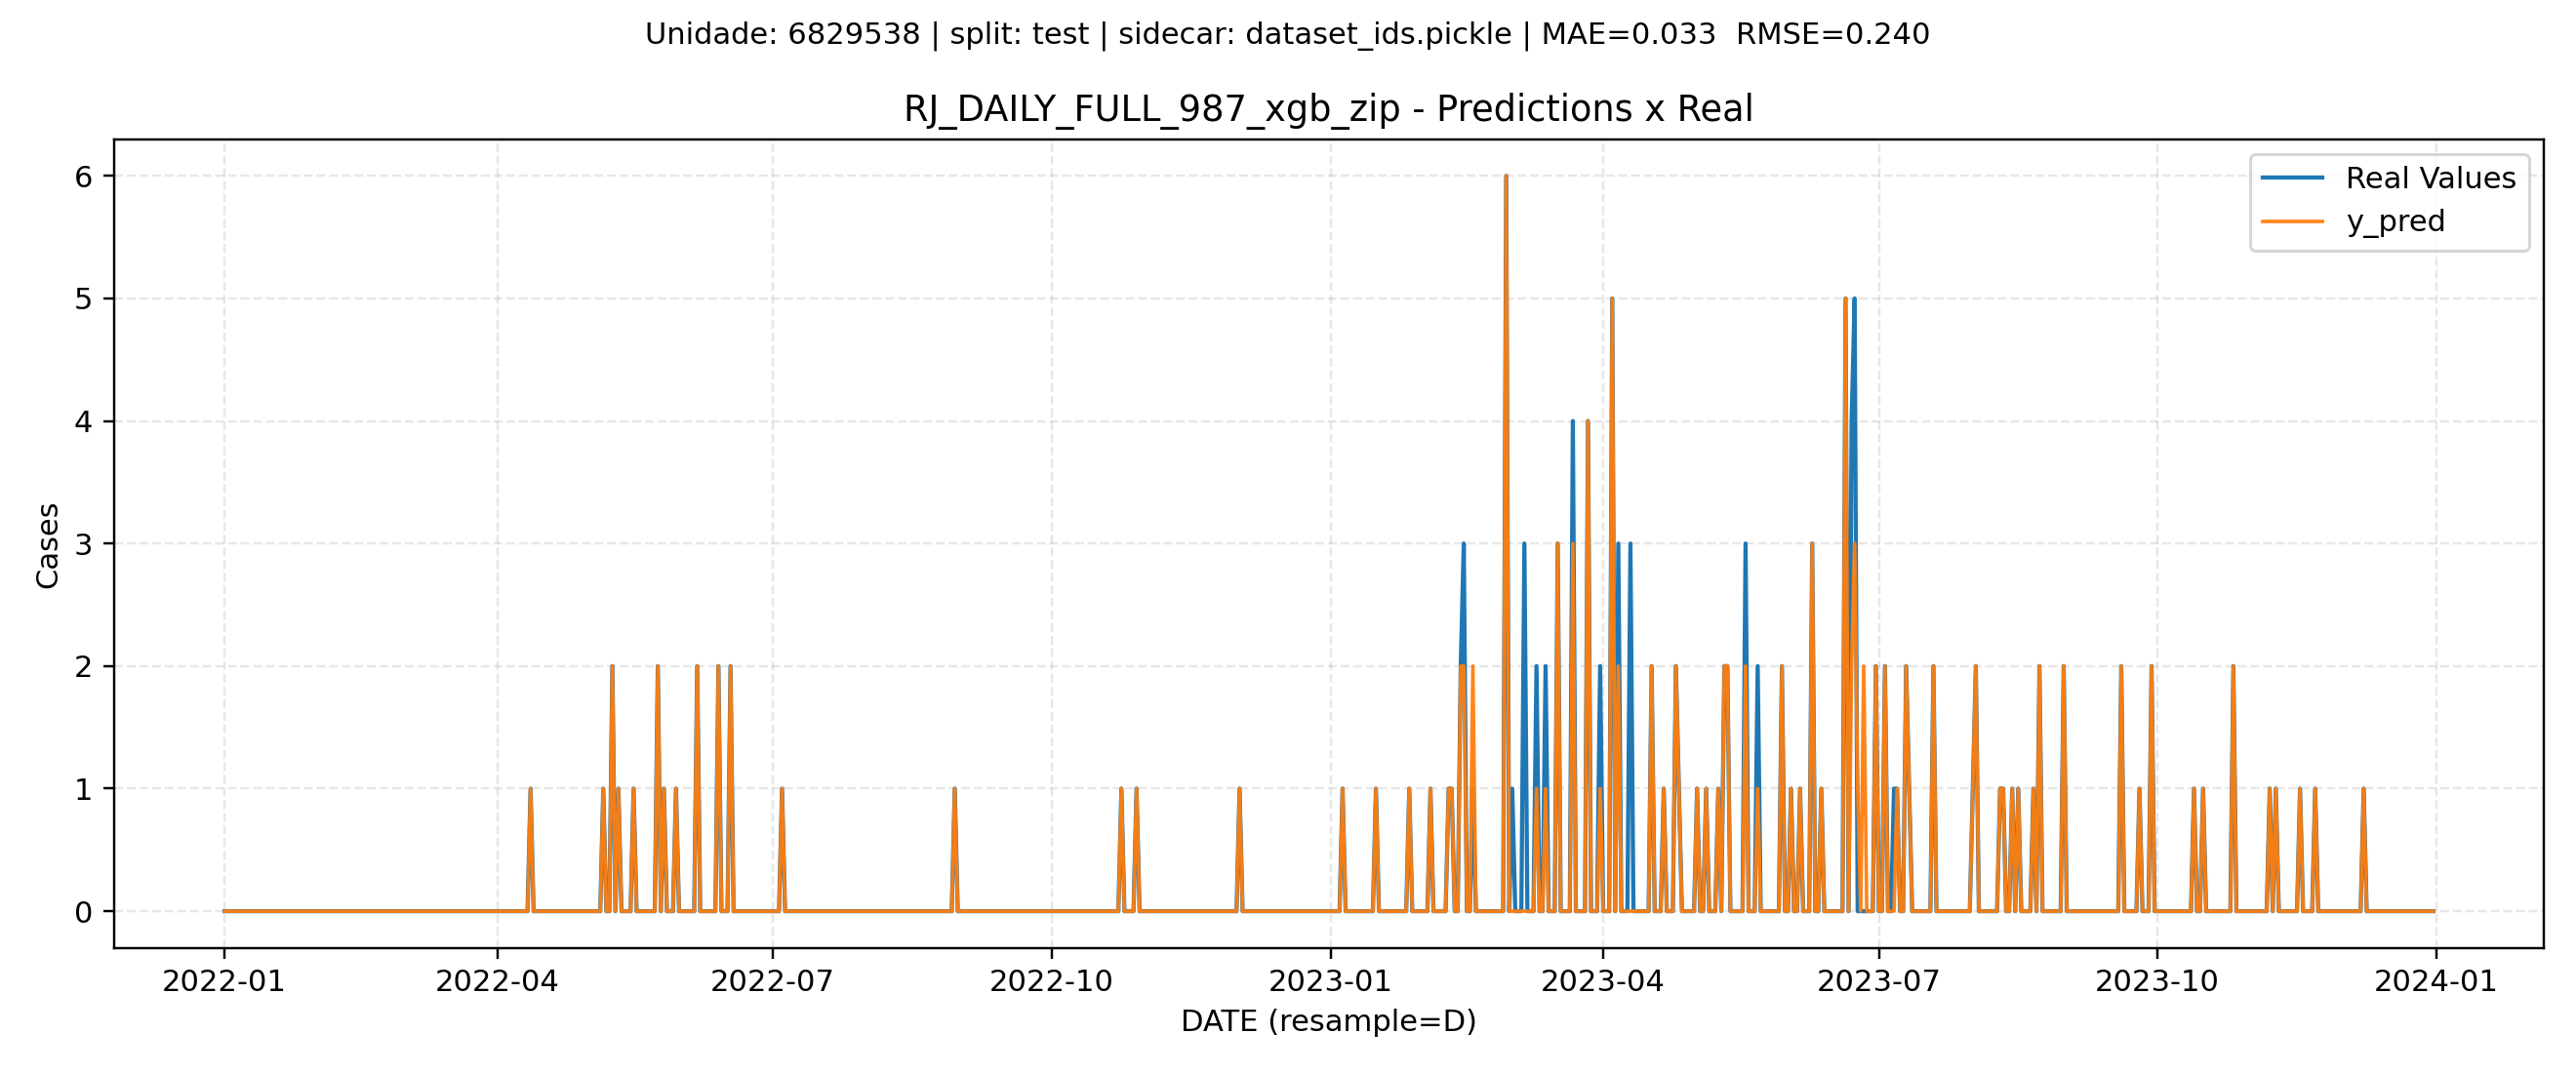 Unidade: 6829538 | split: test | sidecar: dataset_ids.pickle | MAE=0.033  RMSE=0.240
RJ_DAILY_FULL_987_xgb_zip - Predictions x Real
Real Values
y_pred
6
5
4
3
2
1
0
Cases
2022-01
2022-04
2022-07
2022-10
2023-01
2023-04
2023-07
2023-10
2024-01
DATE (resample=D)